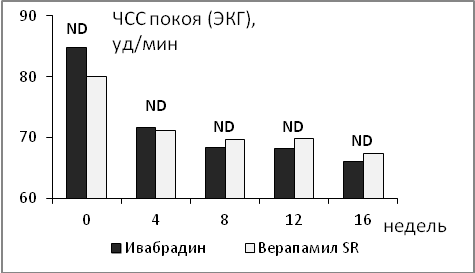 90
ЧСС покоя (ЭКГ),
уд/мин
ND
80
ND
ND
ND
ND
70
60
0
4
8
12
16
недель
Ивабрадин
Верапамил SR